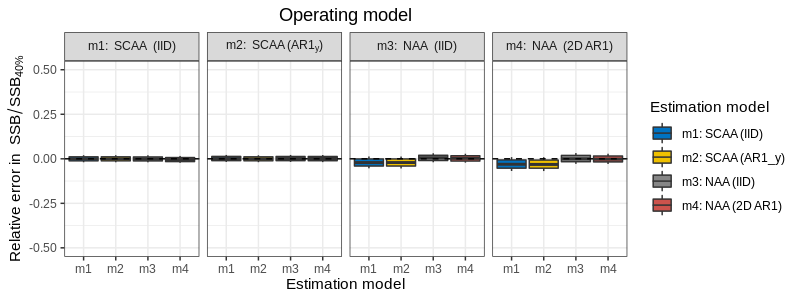 Operating model
m1: SCAA (IID)
m2: SCAA (AR1y)
m3: NAA (IID)
m4: NAA (2D AR1)
Relative error in SSB/SSB40%
0.50
0.25
0.00
-0.25
-0.50
m1 m2 m3 m4
m1 m2 m3 m4
m1 m2 m3 m4
m1 m2 m3 m4
Estimation model
Estimation model
m1: SCAA (IID)
m2: SCAA (AR1_y)
m3: NAA (IID)
m4: NAA (2D AR1)